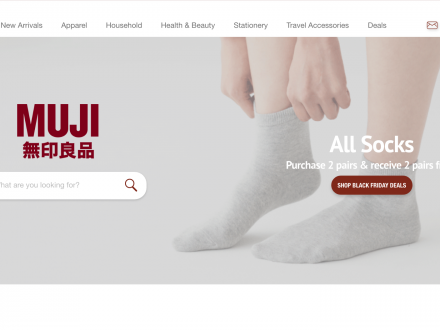 New Arrivals Apparel Household Health & Beauty Stationery Travel Accessories Deals
MUJI
無印良品
What are you looking for?
All Socks
Purchase 2 pairs & receive 2 pairs f
SHOP BLACK FRIDAY DEALS